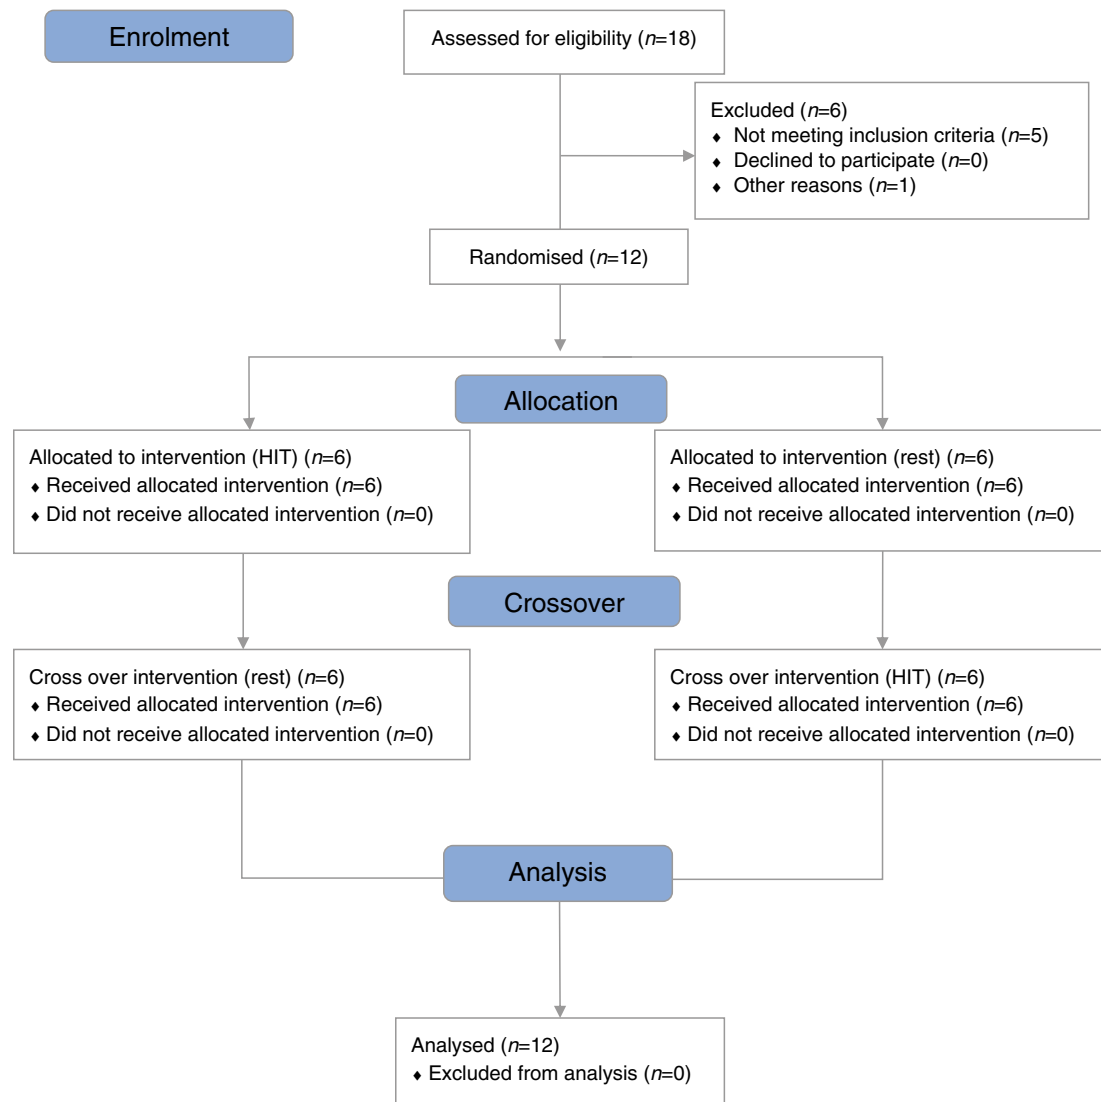 Enrolment
Assessed for eligibility (n=18)
Excluded (n=6)
♦ Not meeting inclusion criteria (n=5)
♦ Declined to participate (n=0)
♦ Other reasons (n=1)
Randomised (n=12)
Allocation
Allocated to intervention (HIT) (n=6)
♦ Received allocated intervention (n=6)
♦ Did not receive allocated intervention (n=0)
Allocated to intervention (rest) (n=6)
♦ Received allocated intervention (n=6)
♦ Did not receive allocated intervention (n=0)
Crossover
Cross over intervention (rest) (n=6)
♦ Received allocated intervention (n=6)
♦ Did not receive allocated intervention (n=0)
Cross over intervention (HIT) (n=6)
♦ Received allocated intervention (n=6)
♦ Did not receive allocated intervention (n=0)
Analysis
Analysed (n=12)
♦ Excluded from analysis (n=0)